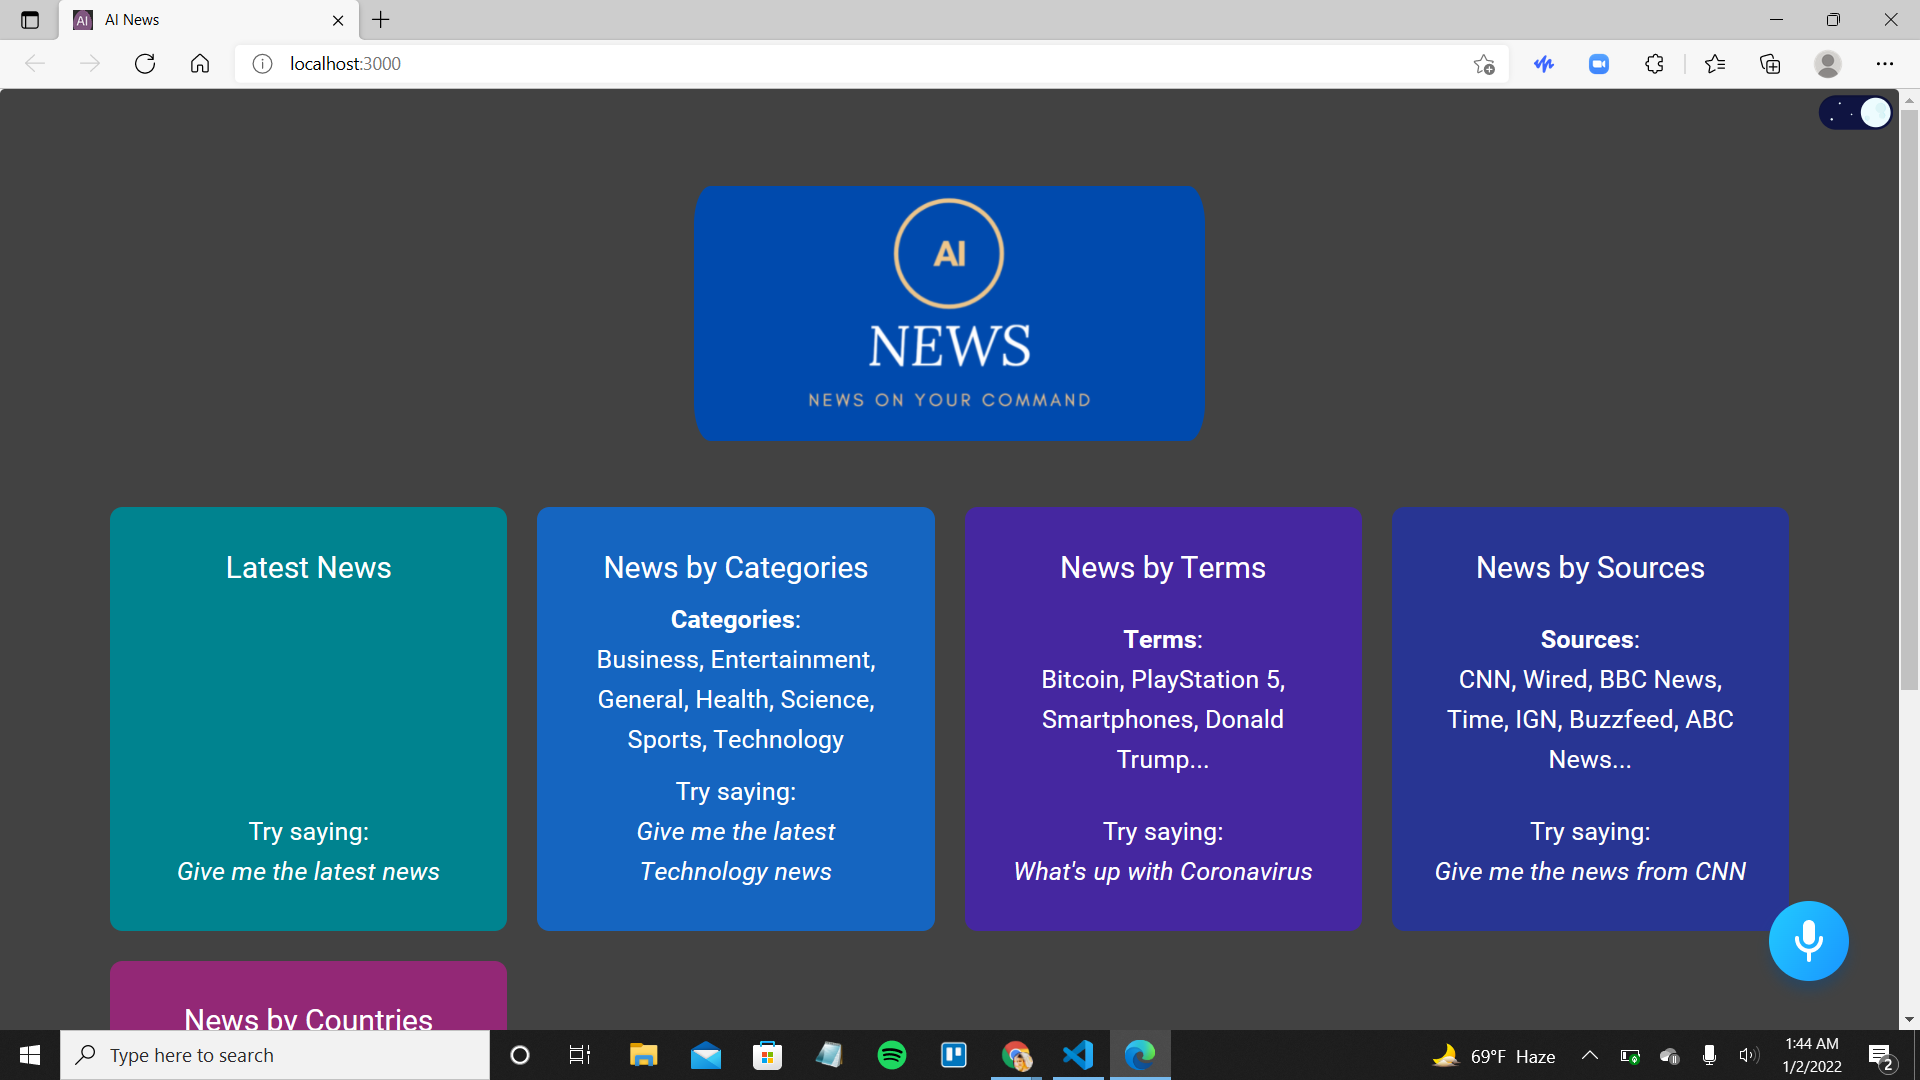 AI News
localhost:3000
AI
NEWS
NEWS ON YOUR COMMAND
Latest News
Try saying:
Give me the latest news
News by Categories
Categories:
Business, Entertainment,
General, Health, Science,
Sports, Technology
Try saying:
Give me the latest
Technology news
News by Terms
Terms:
Bitcoin, PlayStation 5,
Smartphones, Donald
Trump...
Try saying:
What's up with Coronavirus
News by Sources
Sources:
CNN, Wired, BBC News,
Time, IGN, Buzzfeed, ABC
News...
Try saying:
Give me the news from CNN
News by Countries
Type here to search
69°F Haze
1:44 AM
1/2/2022
2